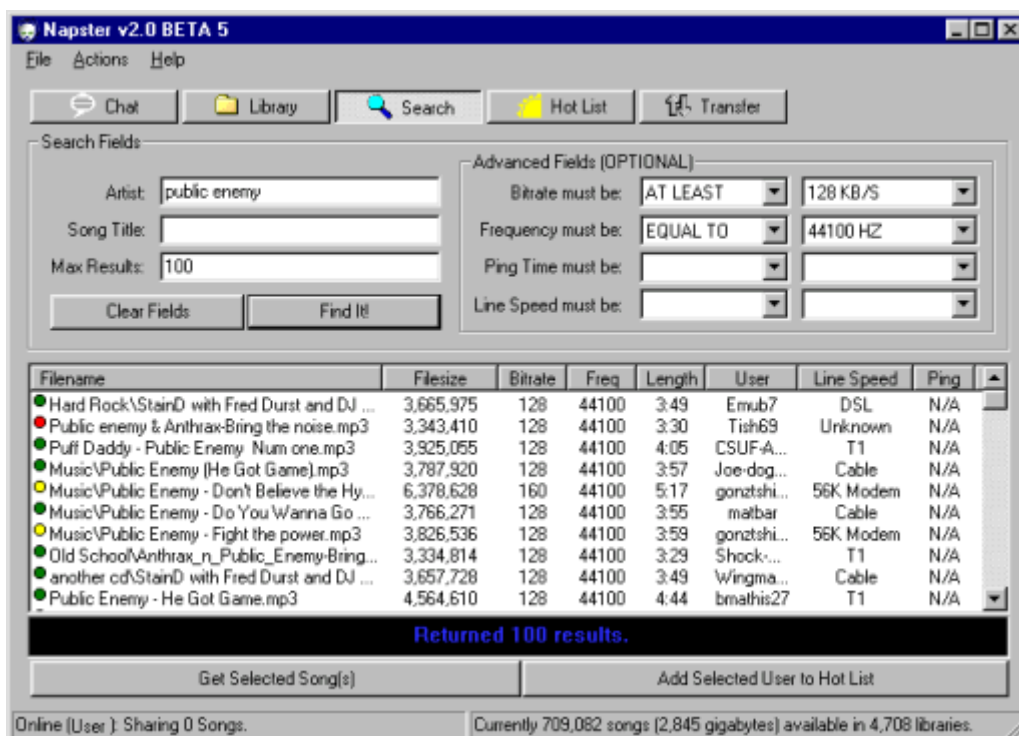 Napster v2.0 BETA 5
File Actions Help
Chat Library Search Hot List Transfer
Search Fields
Advanced Fields (OPTIONAL)
Artist: public enemy Bitrate must be: AT LEAST 128 KB/S
Song Title: Frequency must be: EQUAL TO 44100 HZ
Max Results: 100 Ping Time must be:
Clear Fields Find It! Line Speed must be:
Filename Filesize Bitrate Freq Length User Line Speed Ping
Hard Rock\StainD with Fred Durst and DJ ... 3,665,975 128 44100 3:49 Emub7 DSL N/A
Public enemy & Anthrax-Bring the noise.mp3 3,343,410 128 44100 3:30 Tish69 Unknown N/A
Puff Daddy - Public Enemy Num one.mp3 3,925,055 128 44100 4:05 CSUF-A... T1 N/A
Music\Public Enemy (He Got Game).mp3 3,787,920 128 44100 3:57 Joe-dog... Cable N/A
Music\Public Enemy - Don't Believe the Hy... 6,378,628 160 44100 5:17 gonztshi... 56K Modem N/A
Music\Public Enemy - Do You Wanna Go ... 3,766,271 128 44100 3:55 matbar Cable N/A
Music\Public Enemy - Fight the power.mp3 3,826,536 128 44100 3:59 gonztshi... 56K Modem N/A
Old School\Anthrax_n_Public_Enemy-Bring... 3,334,814 128 44100 3:29 Shock-... T1 N/A
another cd\StainD with Fred Durst and DJ ... 3,657,728 128 44100 3:49 Wingma... Cable N/A
Public Enemy - He Got Game.mp3 4,564,610 128 44100 4:44 bmathis27 T1 N/A
Returned 100 results.
Get Selected Song(s) Add Selected User to Hot List
Online (User ): Sharing 0 Songs. Currently 709,082 songs (2,845 gigabytes) available in 4,708 libraries.